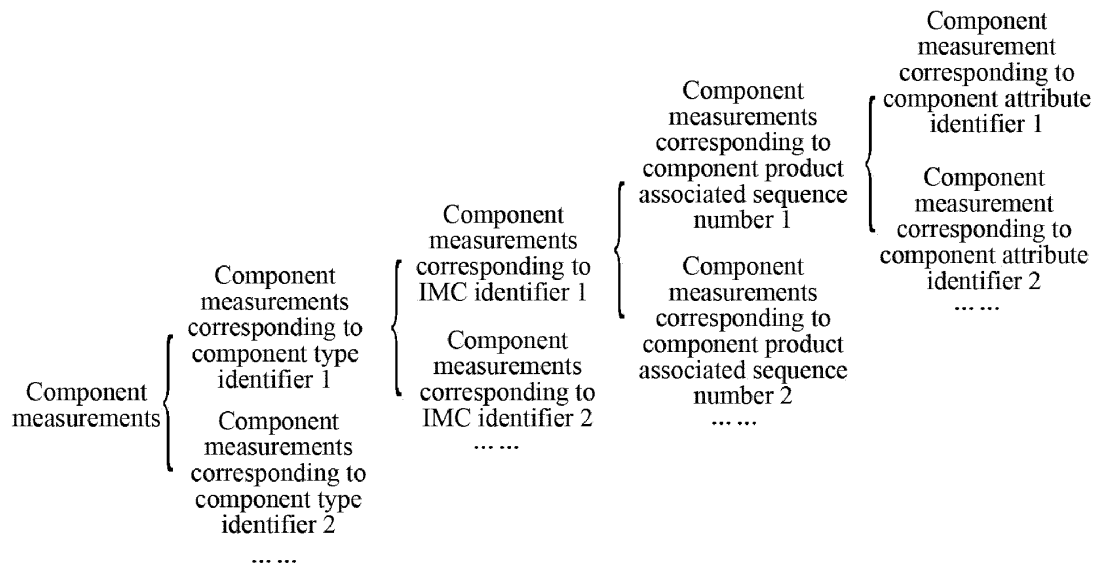 Component
measurements
Component
measurements
corresponding to
component type
identifier 1
Component
measurements
corresponding to
component type
identifier 2
... ...
Component
measurements
corresponding to
IMC identifier 1
Component
measurements
corresponding to
IMC identifier 2
... ...
Component
measurements
corresponding to
component product
associated sequence
number 1
Component
measurements
corresponding to
component product
associated sequence
number 2
... ...
Component
measurement
corresponding to
component attribute
identifier 1
Component
measurement
corresponding to
component attribute
identifier 2
... ...